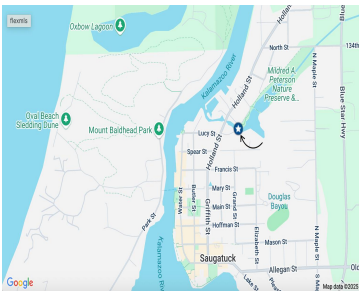 flexmls
Oxbow Lagoon
Holland
North St
134th
Kalamazoo River
Mildred A
Peterson
Nature
Preserve &...
N Maple St
Blue Star Hwy
Oval Beach
Sledding Dune
Mount Baldhead Park
Holland St
Lucy St
Spear St
Holland St
Francis St
Water St
Butler St
Griffith St
Mary St
Grand St
Main St
Hoffman St
Douglas
Bayou
Park St
Elizabeth St
Mason St
N Maple St
Kalamazoo River
Saugatuck
Allegan St
Lake St
Google
Map data ©2025